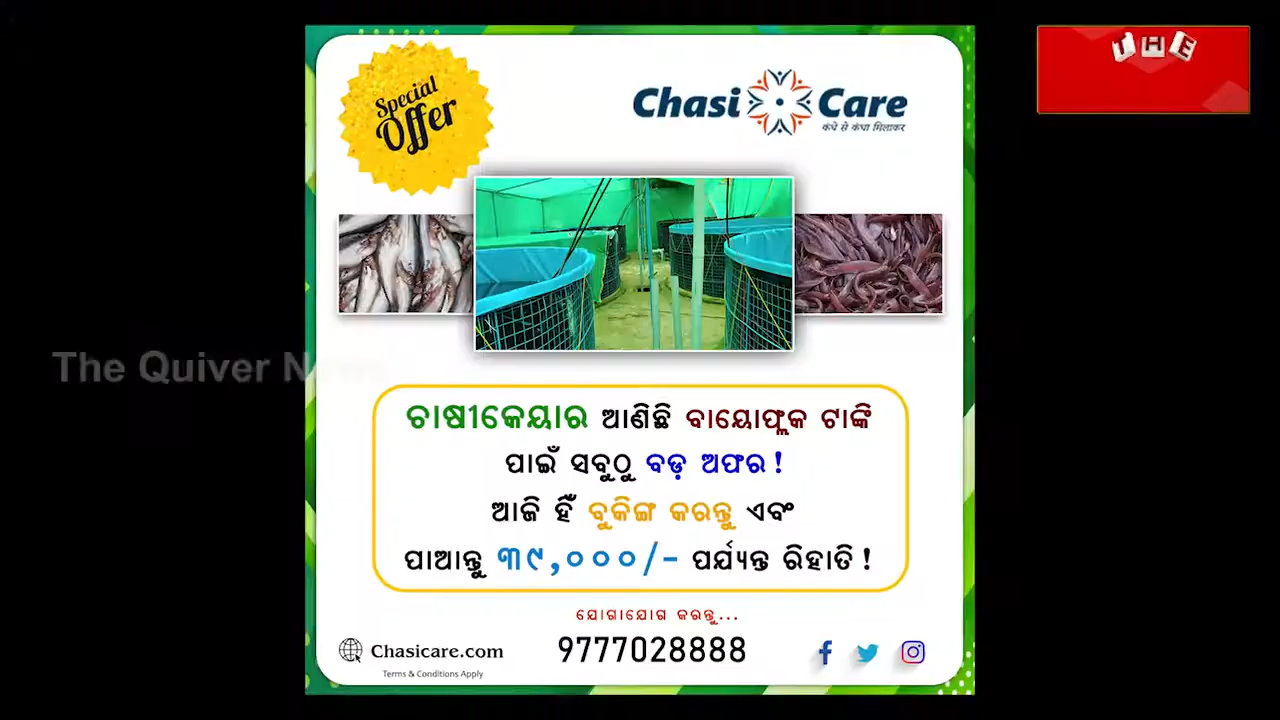 THE
Special
Offer
Chasi Care
कंधे से कंधा मिलाकर
The Quiver N
ଚାଷୀକେୟାର ଆଣିଛି ବାୟୋଫ୍ଲକ ଟାଙ୍କି
ପାଇଁ ସବୁଠୁ ବଡ଼ ଅଫର!
ଆଜି ହିଁ ବୁକିଙ୍ଗ କରନ୍ତୁ ଏବଂ
ପାଆନ୍ତୁ ୩୯,୦୦୦/- ପର୍ଯ୍ୟନ୍ତ ରିହାତି!
ଯୋଗାଯୋଗ କରନ୍ତୁ...
Chasicare.com
9777028888
Terms & Conditions Apply